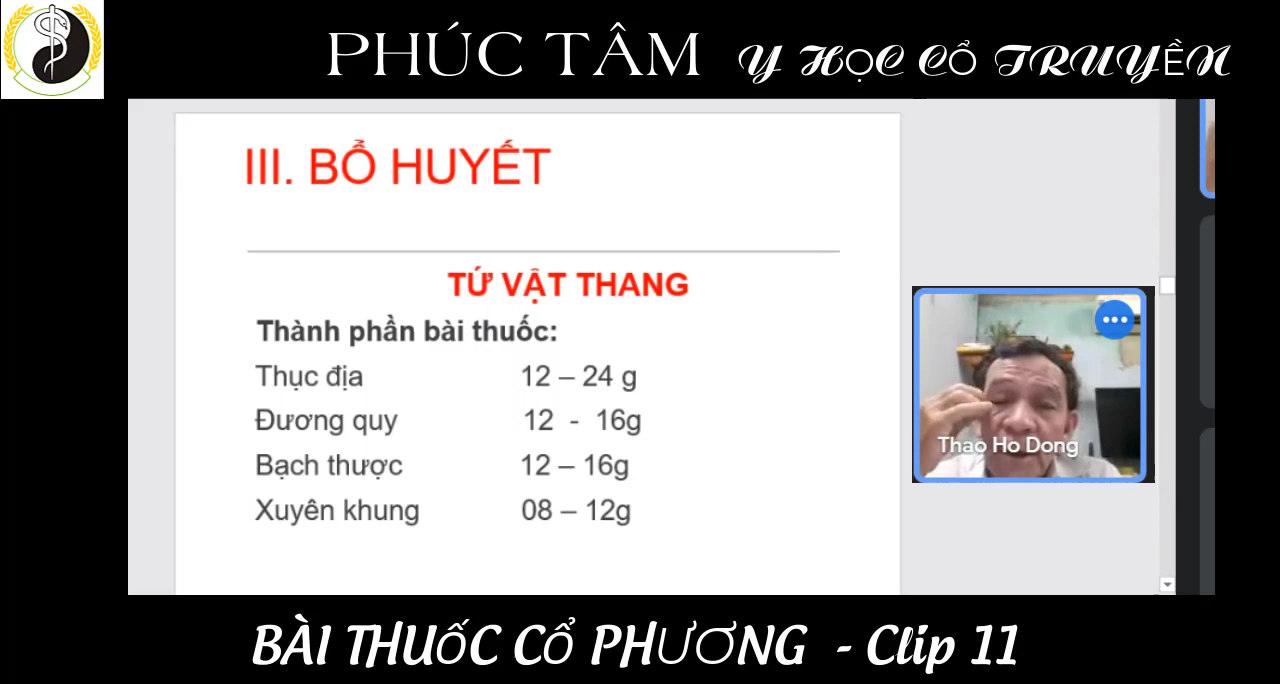 PHÚC TÂM Y HỌC CỔ TRUYỀN
III. BỔ HUYẾT
TỨ VẬT THANG
Thành phần bài thuốc:
Thục địa 12 – 24 g
Đương quy 12 - 16g
Bạch thược 12 – 16g
Xuyên khung 08 – 12g
Thao Ho Dong
BÀI THUốC Cổ PHƯƠNG - Clip 11